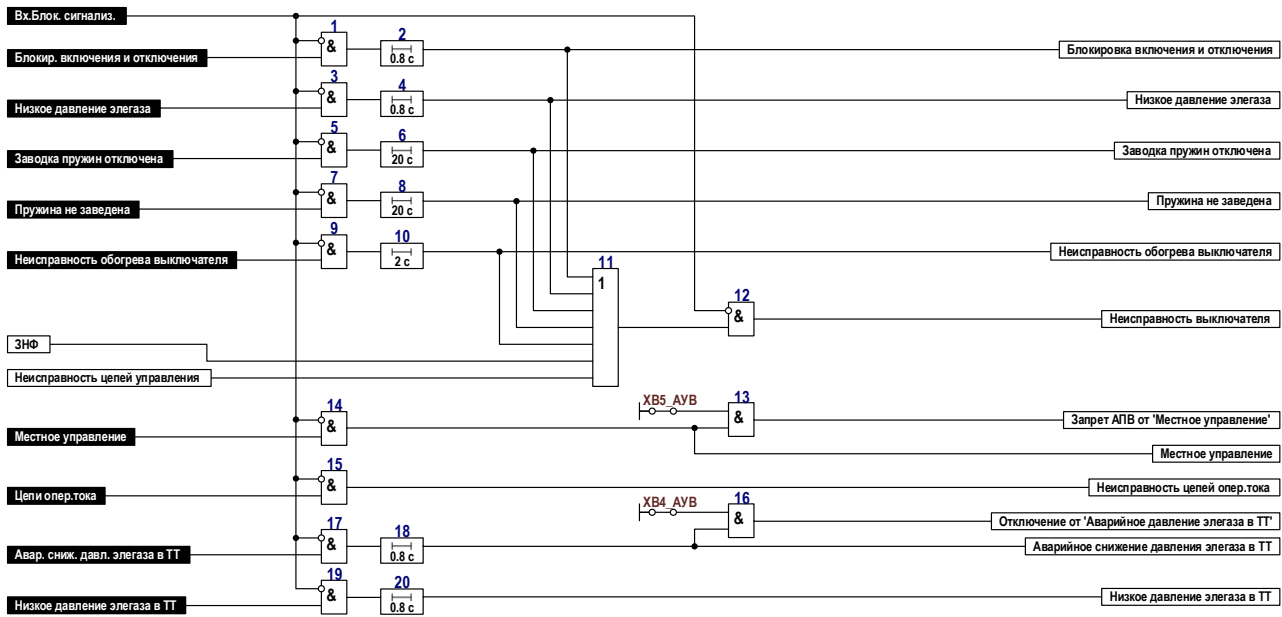 Вх.Блок. сигнализ.
1
&
2
0.8 с
Блокир. включения и отключения
Блокировка включения и отключения
3
&
4
0.8 с
Низкое давление элегаза
Низкое давление элегаза
5
&
6
20 с
Заводка пружин отключена
Заводка пружин отключена
7
&
8
20 с
Пружина не заведена
Пружина не заведена
9
&
10
2 с
Неисправность обогрева выключателя
Неисправность обогрева выключателя
11
1
12
&
Неисправность выключателя
ЗНФ
Неисправность цепей управления
14
&
Местное управление
XB5_АУВ
13
&
Запрет АПВ от 'Местное управление'
Местное управление
15
&
Цепи опер.тока
Неисправность цепей опер.тока
XB4_АУВ
16
&
Отключение от 'Аварийное давление элегаза в ТТ'
17
&
18
0.8 с
Авар. сниж. давл. элегаза в ТТ
Аварийное снижение давления элегаза в ТТ
19
&
20
0.8 с
Низкое давление элегаза в ТТ
Низкое давление элегаза в ТТ